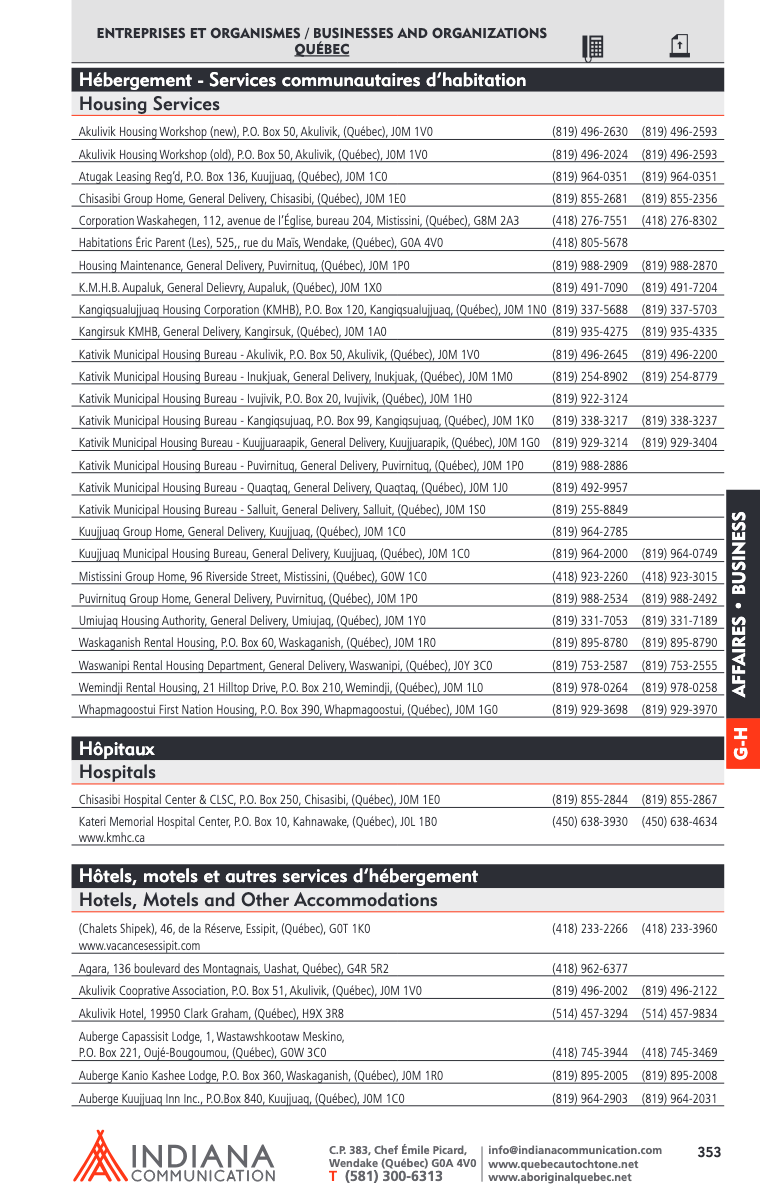 ENTREPRISES ET ORGANISMES / BUSINESSES AND ORGANIZATIONS
QUÉBEC
Hébergement - Services communautaires d’habitation
Housing Services
Akulivik Housing Workshop (new), P.O. Box 50, Akulivik, (Québec), J0M 1V0 (819) 496-2630 (819) 496-2593
Akulivik Housing Workshop (old), P.O. Box 50, Akulivik, (Québec), J0M 1V0 (819) 496-2024 (819) 496-2593
Atugak Leasing Reg’d, P.O. Box 136, Kuujjuaq, (Québec), J0M 1C0 (819) 964-0351 (819) 964-0351
Chisasibi Group Home, General Delivery, Chisasibi, (Québec), J0M 1E0 (819) 855-2681 (819) 855-2356
Corporation Waskahegen, 112, avenue de l’Église, bureau 204, Mistissini, (Québec), G8M 2A3 (418) 276-7551 (418) 276-8302
Habitations Éric Parent (Les), 525,, rue du Maïs, Wendake, (Québec), G0A 4V0 (418) 805-5678
Housing Maintenance, General Delivery, Puvirnituq, (Québec), J0M 1P0 (819) 988-2909 (819) 988-2870
K.M.H.B. Aupaluk, General Delievry, Aupaluk, (Québec), J0M 1X0 (819) 491-7090 (819) 491-7204
Kangiqsualujjuaq Housing Corporation (KMHB), P.O. Box 120, Kangiqsualujjuaq, (Québec), J0M 1N0 (819) 337-5688 (819) 337-5703
Kangirsuk KMHB, General Delivery, Kangirsuk, (Québec), J0M 1A0 (819) 935-4275 (819) 935-4335
Kativik Municipal Housing Bureau - Akulivik, P.O. Box 50, Akulivik, (Québec), J0M 1V0 (819) 496-2645 (819) 496-2200
Kativik Municipal Housing Bureau - Inukjuak, General Delivery, Inukjuak, (Québec), J0M 1M0 (819) 254-8902 (819) 254-8779
Kativik Municipal Housing Bureau - Ivujivik, P.O. Box 20, Ivujivik, (Québec), J0M 1H0 (819) 922-3124
Kativik Municipal Housing Bureau - Kangiqsujuaq, P.O. Box 99, Kangiqsujuaq, (Québec), J0M 1K0 (819) 338-3217 (819) 338-3237
Kativik Municipal Housing Bureau - Kuujjuaraapik, General Delivery, Kuujjuarapik, (Québec), J0M 1G0 (819) 929-3214 (819) 929-3404
Kativik Municipal Housing Bureau - Puvirnituq, General Delivery, Puvirnituq, (Québec), J0M 1P0 (819) 988-2886
Kativik Municipal Housing Bureau - Quaqtaq, General Delivery, Quaqtaq, (Québec), J0M 1J0 (819) 492-9957
Kativik Municipal Housing Bureau - Salluit, General Delivery, Salluit, (Québec), J0M 1S0 (819) 255-8849
Kuujjuaq Group Home, General Delivery, Kuujjuaq, (Québec), J0M 1C0 (819) 964-2785
Kuujjuaq Municipal Housing Bureau, General Delivery, Kuujjuaq, (Québec), J0M 1C0 (819) 964-2000 (819) 964-0749
Mistissini Group Home, 96 Riverside Street, Mistissini, (Québec), G0W 1C0 (418) 923-2260 (418) 923-3015
Puvirnituq Group Home, General Delivery, Puvirnituq, (Québec), J0M 1P0 (819) 988-2534 (819) 988-2492
Umiujaq Housing Authority, General Delivery, Umiujaq, (Québec), J0M 1Y0 (819) 331-7053 (819) 331-7189
Waskaganish Rental Housing, P.O. Box 60, Waskaganish, (Québec), J0M 1R0 (819) 895-8780 (819) 895-8790
Waswanipi Rental Housing Department, General Delivery, Waswanipi, (Québec), J0Y 3C0 (819) 753-2587 (819) 753-2555
Wemindji Rental Housing, 21 Hilltop Drive, P.O. Box 210, Wemindji, (Québec), J0M 1L0 (819) 978-0264 (819) 978-0258
Whapmagoostui First Nation Housing, P.O. Box 390, Whapmagoostui, (Québec), J0M 1G0 (819) 929-3698 (819) 929-3970
AFFAIRES • BUSINESS
G-H
Hôpitaux
Hospitals
Chisasibi Hospital Center & CLSC, P.O. Box 250, Chisasibi, (Québec), J0M 1E0 (819) 855-2844 (819) 855-2867
Kateri Memorial Hospital Center, P.O. Box 10, Kahnawake, (Québec), J0L 1B0 (450) 638-3930 (450) 638-4634
www.kmhc.ca
Hôtels, motels et autres services d’hébergement
Hotels, Motels and Other Accommodations
(Chalets Shipek), 46, de la Réserve, Essipit, (Québec), G0T 1K0 (418) 233-2266 (418) 233-3960
www.vacancesessipit.com
Agara, 136 boulevard des Montagnais, Uashat, Québec), G4R 5R2 (418) 962-6377
Akulivik Cooprative Association, P.O. Box 51, Akulivik, (Québec), J0M 1V0 (819) 496-2002 (819) 496-2122
Akulivik Hotel, 19950 Clark Graham, (Québec), H9X 3R8 (514) 457-3294 (514) 457-9834
Auberge Capassisit Lodge, 1, Wastawshkootaw Meskino,
P.O. Box 221, Oujé-Bougoumou, (Québec), G0W 3C0 (418) 745-3944 (418) 745-3469
Auberge Kanio Kashee Lodge, P.O. Box 360, Waskaganish, (Québec), J0M 1R0 (819) 895-2005 (819) 895-2008
Auberge Kuujjuaq Inn Inc., P.O.Box 840, Kuujjuaq, (Québec), J0M 1C0 (819) 964-2903 (819) 964-2031
INDIANA
COMMUNICATION
C.P. 383, Chef Émile Picard,
Wendake (Québec) G0A 4V0
T (581) 300-6313
info@indianacommunication.com
www.quebecautochtone.net
www.aboriginalquebec.net
353